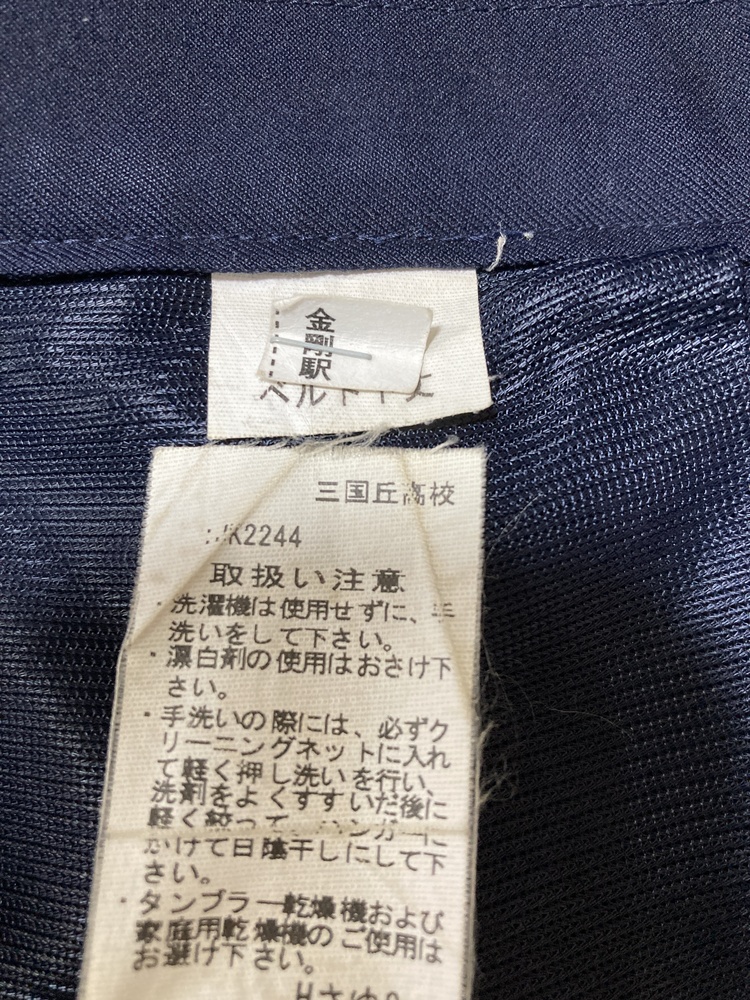 金剛駅
ベルト
三国丘高校
K2244
取扱い注意
・洗濯機は使用せずに、手
洗いをして下さい。
・漂白剤の使用はおさけ下
さい。
・手洗いの際には、必ずク
リーニングネットに入れ
て軽く押し洗いを行い、
洗剤をよくすすいだ後に
軽く絞って、ハンガーに
かけて日陰干しにして下
さい。
・タンブラー乾燥機および
家庭用乾燥機のご使用は
お避け下さい。